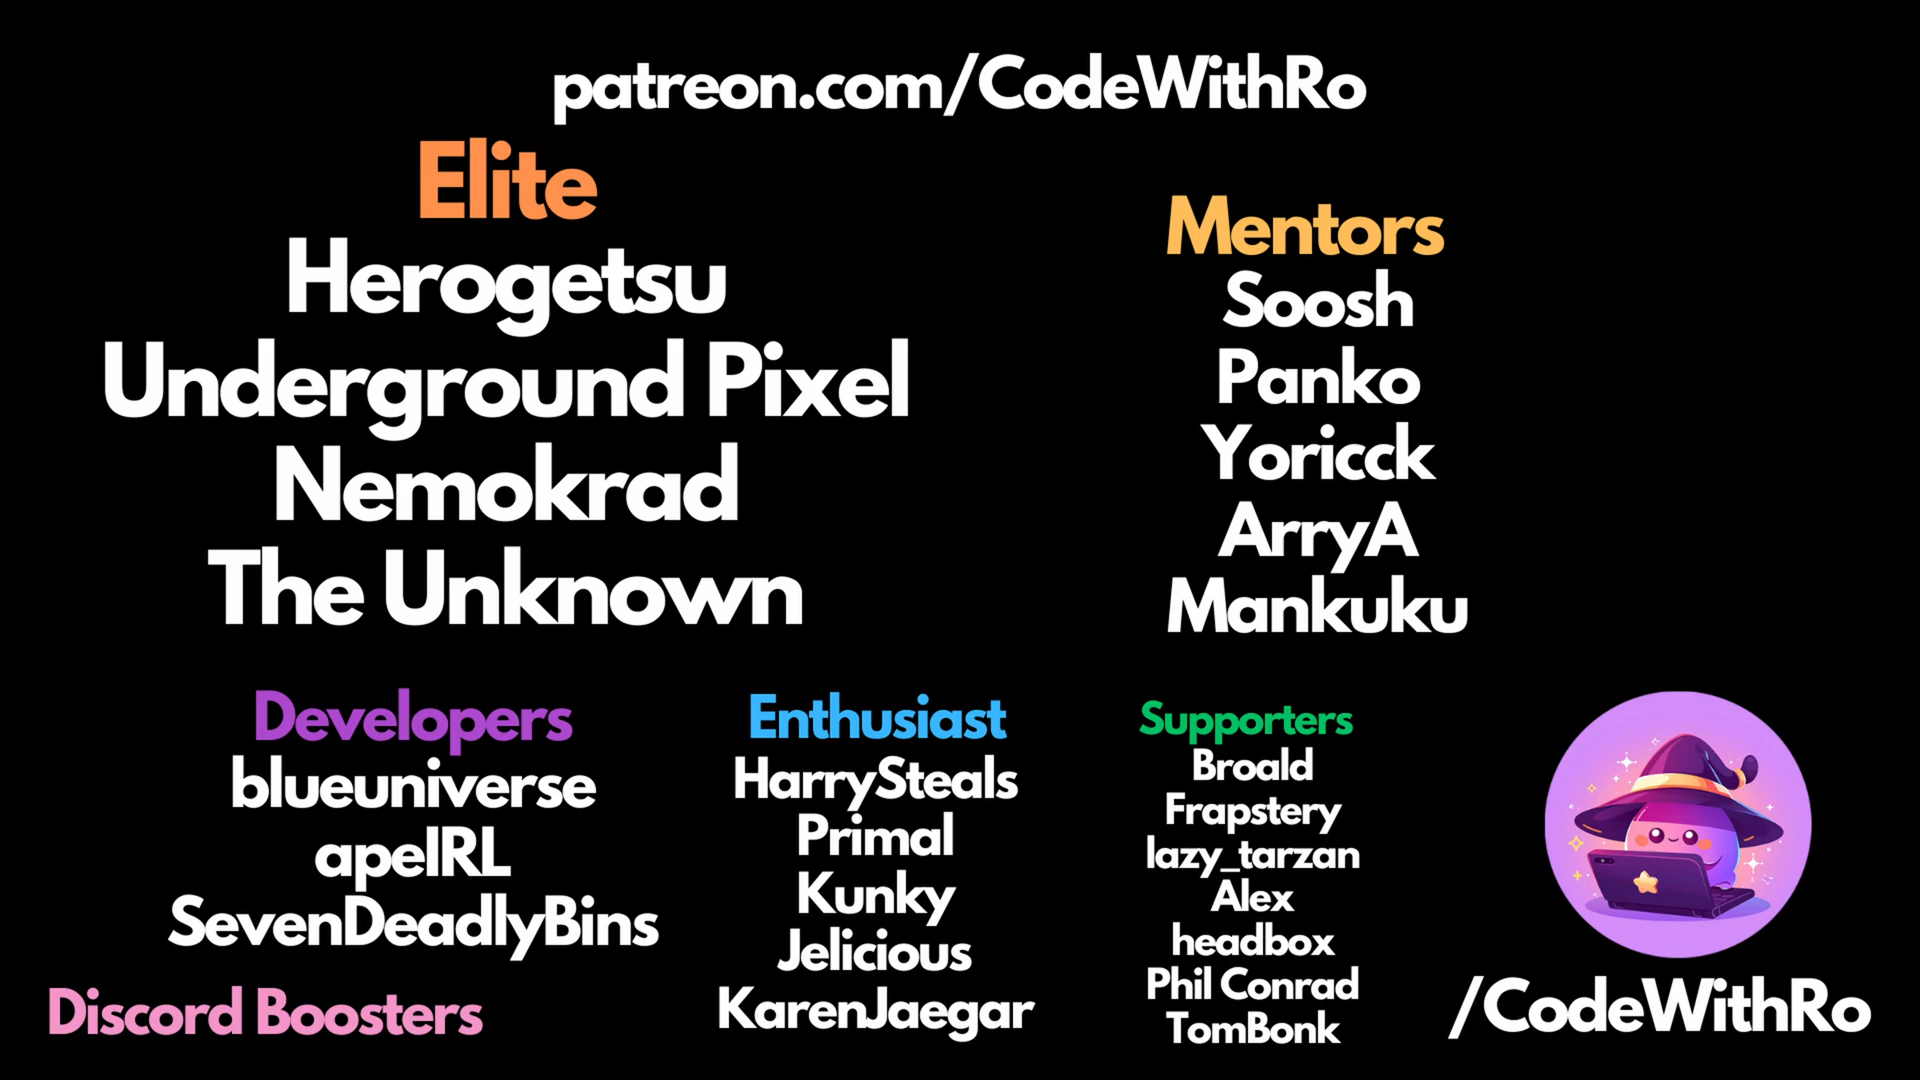 patreon.com/CodeWithRo
Elite
Herogetsu
Underground Pixel
Nemokrad
The Unknown
Mentors
Soosh
Panko
Yoricck
ArryA
Mankuku
Developers
blueuniverse
apeIRL
SevenDeadlyBins
Discord Boosters
Enthusiast
HarrySteals
Primal
Kunky
Jelicious
KarenJaegar
Supporters
Broald
Frapstery
lazy_tarzan
Alex
headbox
Phil Conrad
TomBonk
/CodeWithRo